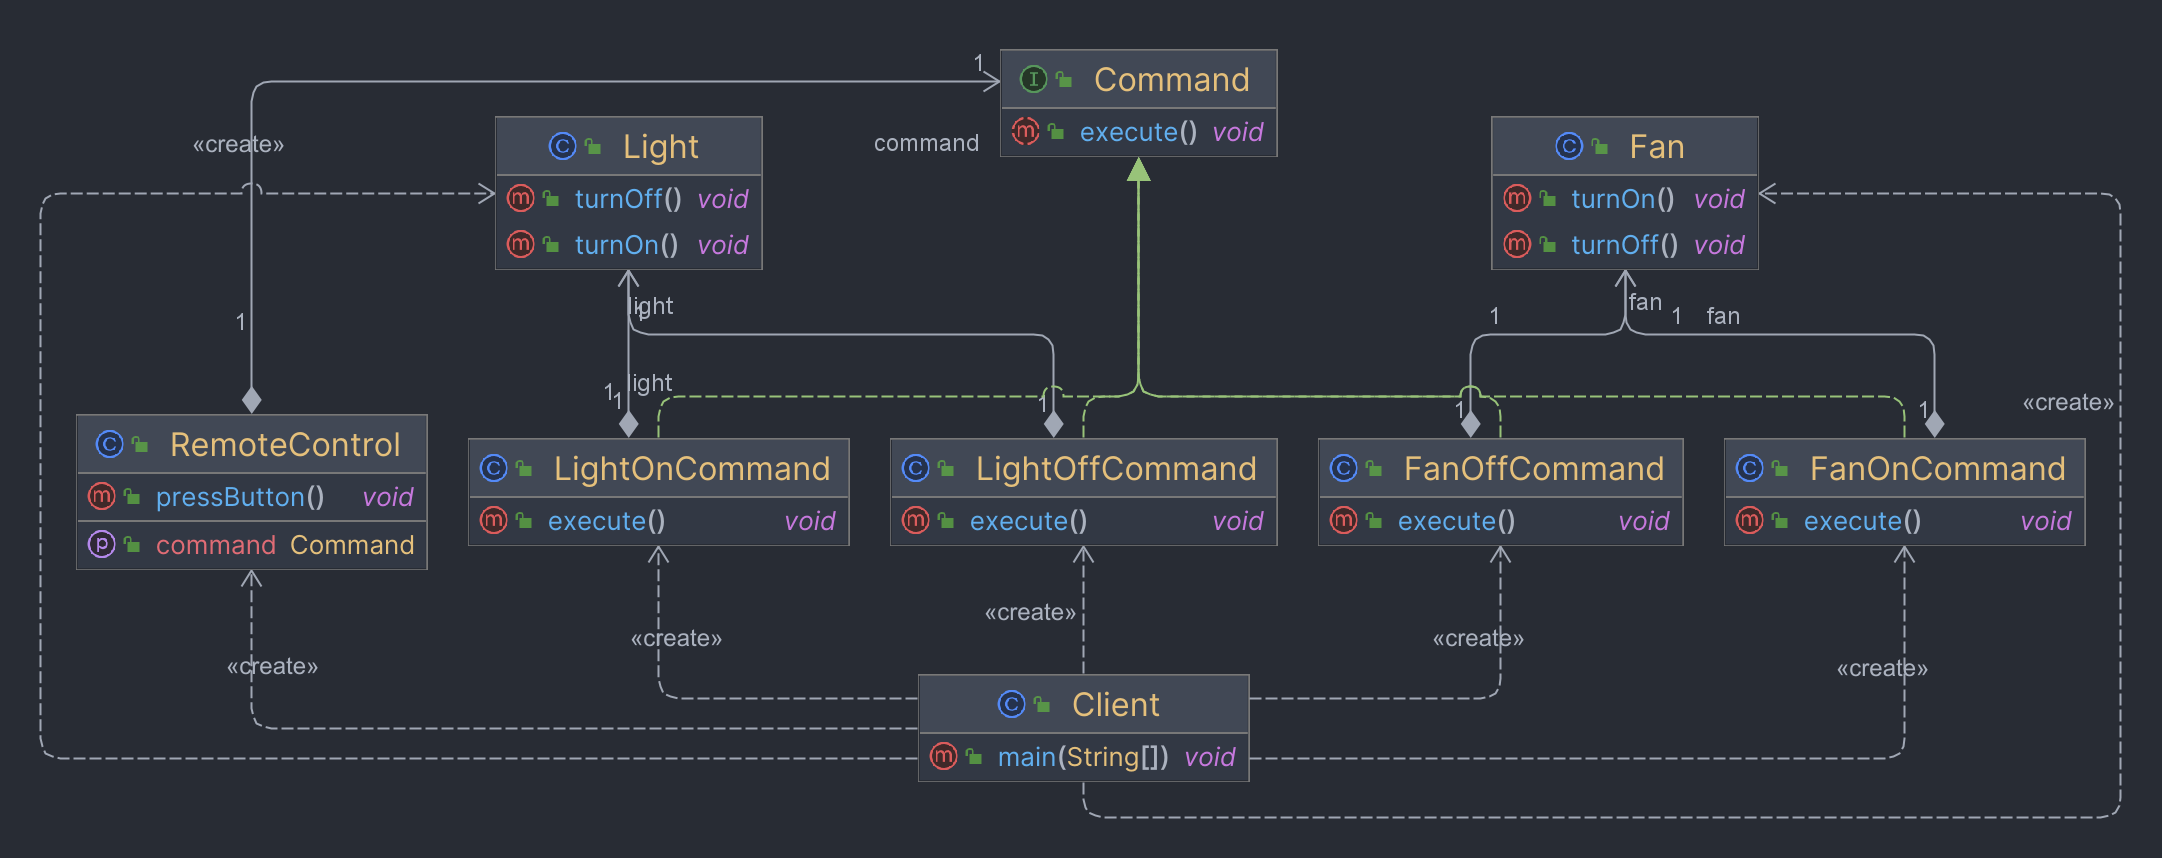 1
Command
execute() void
command
«create»
Light
turnOff() void
turnOn() void
Fan
turnOn() void
turnOff() void
light
1
fan
1
1
fan
1
light
1
1
1
1
1
«create»
RemoteControl
pressButton() void
command Command
LightOnCommand
execute() void
LightOffCommand
execute() void
FanOffCommand
execute() void
FanOnCommand
execute() void
«create»
«create»
«create»
«create»
«create»
Client
main(String[]) void